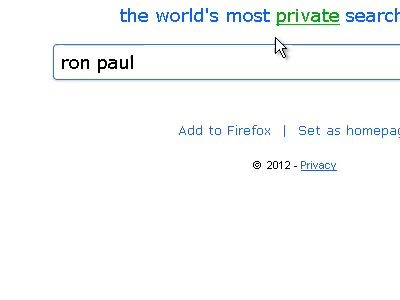 the world's most private search
ron paul
Add to Firefox | Set as homepag
© 2012 - Privacy